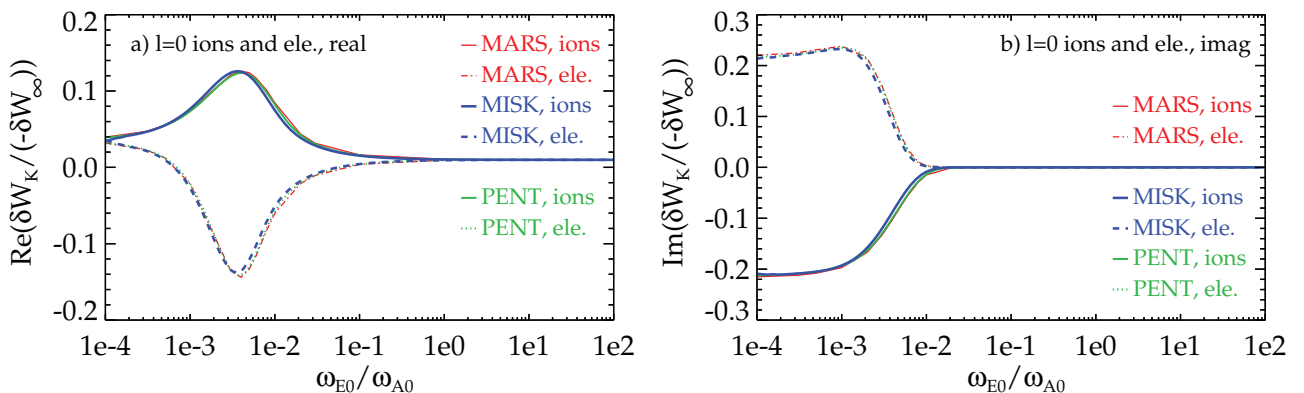 a) l=0 ions and ele., real
MARS, ions
MARS, ele.
MISK, ions
MISK, ele.
PENT, ions
PENT, ele.
Re(δW_K/(-δW_∞))
0.2
0.1
0.0
-0.1
-0.2
1e-4 1e-3 1e-2 1e-1 1e0 1e1 1e2
ω_E0/ω_A0
b) l=0 ions and ele., imag
MARS, ions
MARS, ele.
MISK, ions
MISK, ele.
PENT, ions
PENT, ele.
Im(δW_K/(-δW_∞))
0.3
0.2
0.1
0.0
-0.1
-0.2
-0.3
1e-4 1e-3 1e-2 1e-1 1e0 1e1 1e2
ω_E0/ω_A0